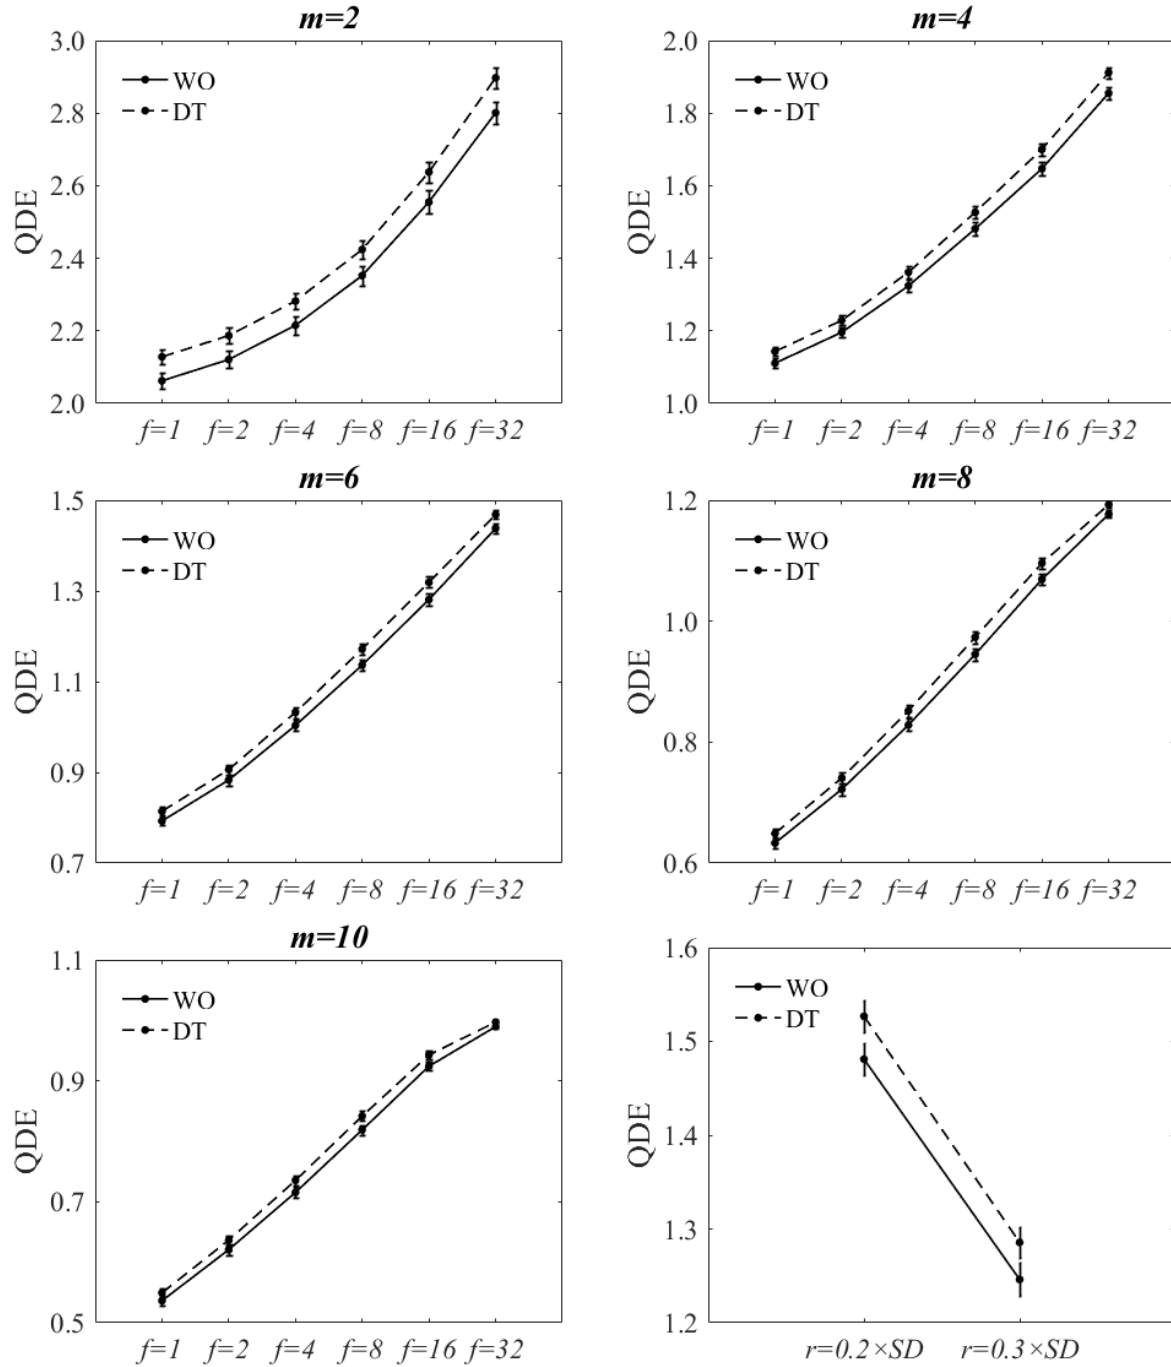 m=2
3.0
2.8
2.6
2.4
2.2
2.0
QDE
WO
DT
f=1 f=2 f=4 f=8 f=16 f=32
m=4
2.0
1.8
1.6
1.4
1.2
1.0
QDE
WO
DT
f=1 f=2 f=4 f=8 f=16 f=32
m=6
1.5
1.3
1.1
0.9
0.7
QDE
WO
DT
f=1 f=2 f=4 f=8 f=16 f=32
m=8
1.2
1.0
0.8
0.6
QDE
WO
DT
f=1 f=2 f=4 f=8 f=16 f=32
m=10
1.1
0.9
0.7
0.5
QDE
WO
DT
f=1 f=2 f=4 f=8 f=16 f=32
1.6
1.5
1.4
1.3
1.2
QDE
WO
DT
r=0.2×SD r=0.3×SD